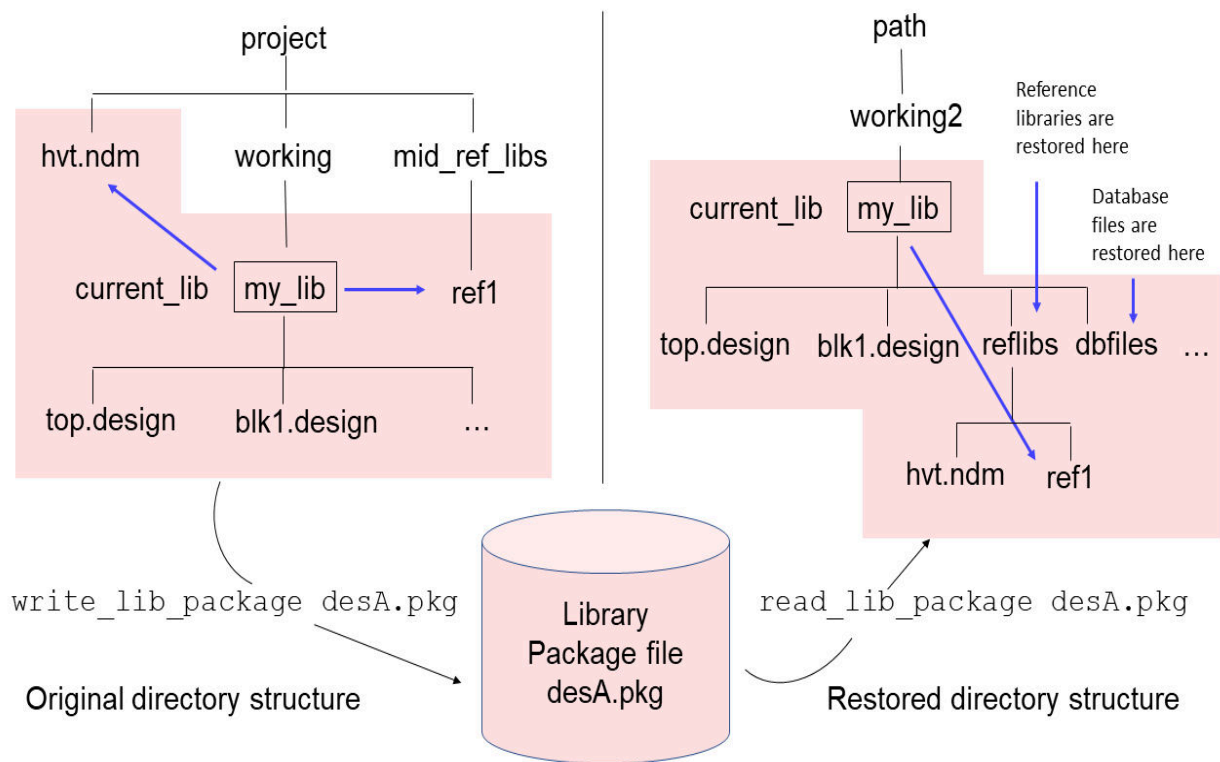 project
hvt.ndm
working
mid_ref_libs
current_lib
my_lib
ref1
top.design
blk1.design
...
write_lib_package desA.pkg
Original directory structure
Library
Package file
desA.pkg
path
working2
Reference
libraries are
restored here
current_lib
my_lib
Database
files are
restored here
top.design
blk1.design
reflibs
dbfiles
...
hvt.ndm
ref1
read_lib_package desA.pkg
Restored directory structure